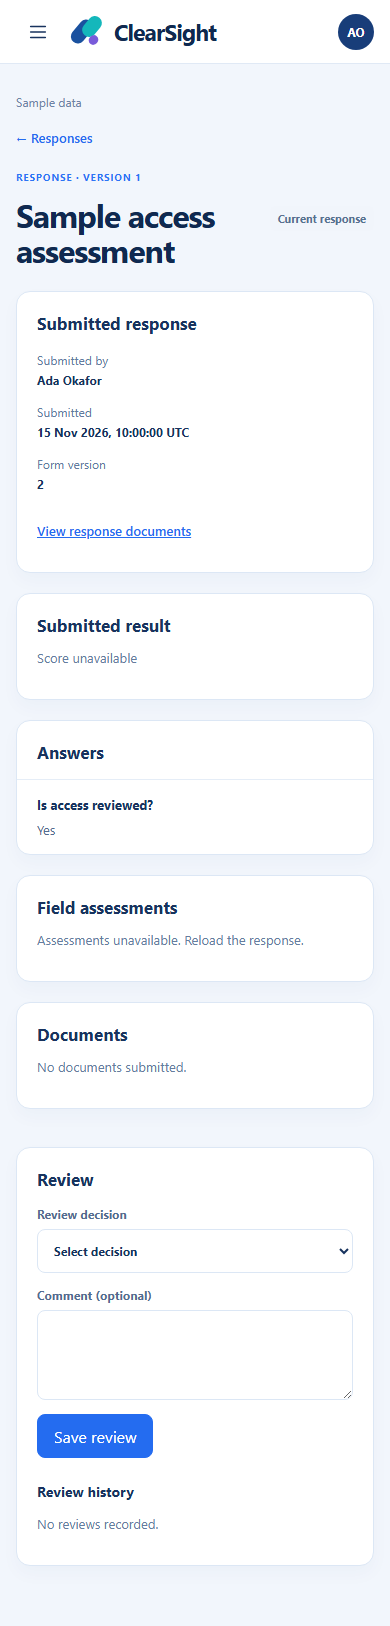 ClearSight
AO
Sample data
← Responses
RESPONSE · VERSION 1
Sample access
assessment
Current response
Submitted response
Submitted by
Ada Okafor
Submitted
15 Nov 2026, 10:00:00 UTC
Form version
2
View response documents
Submitted result
Score unavailable
Answers
Is access reviewed?
Yes
Field assessments
Assessments unavailable. Reload the response.
Documents
No documents submitted.
Review
Review decision
Select decision
Comment (optional)
Save review
Review history
No reviews recorded.